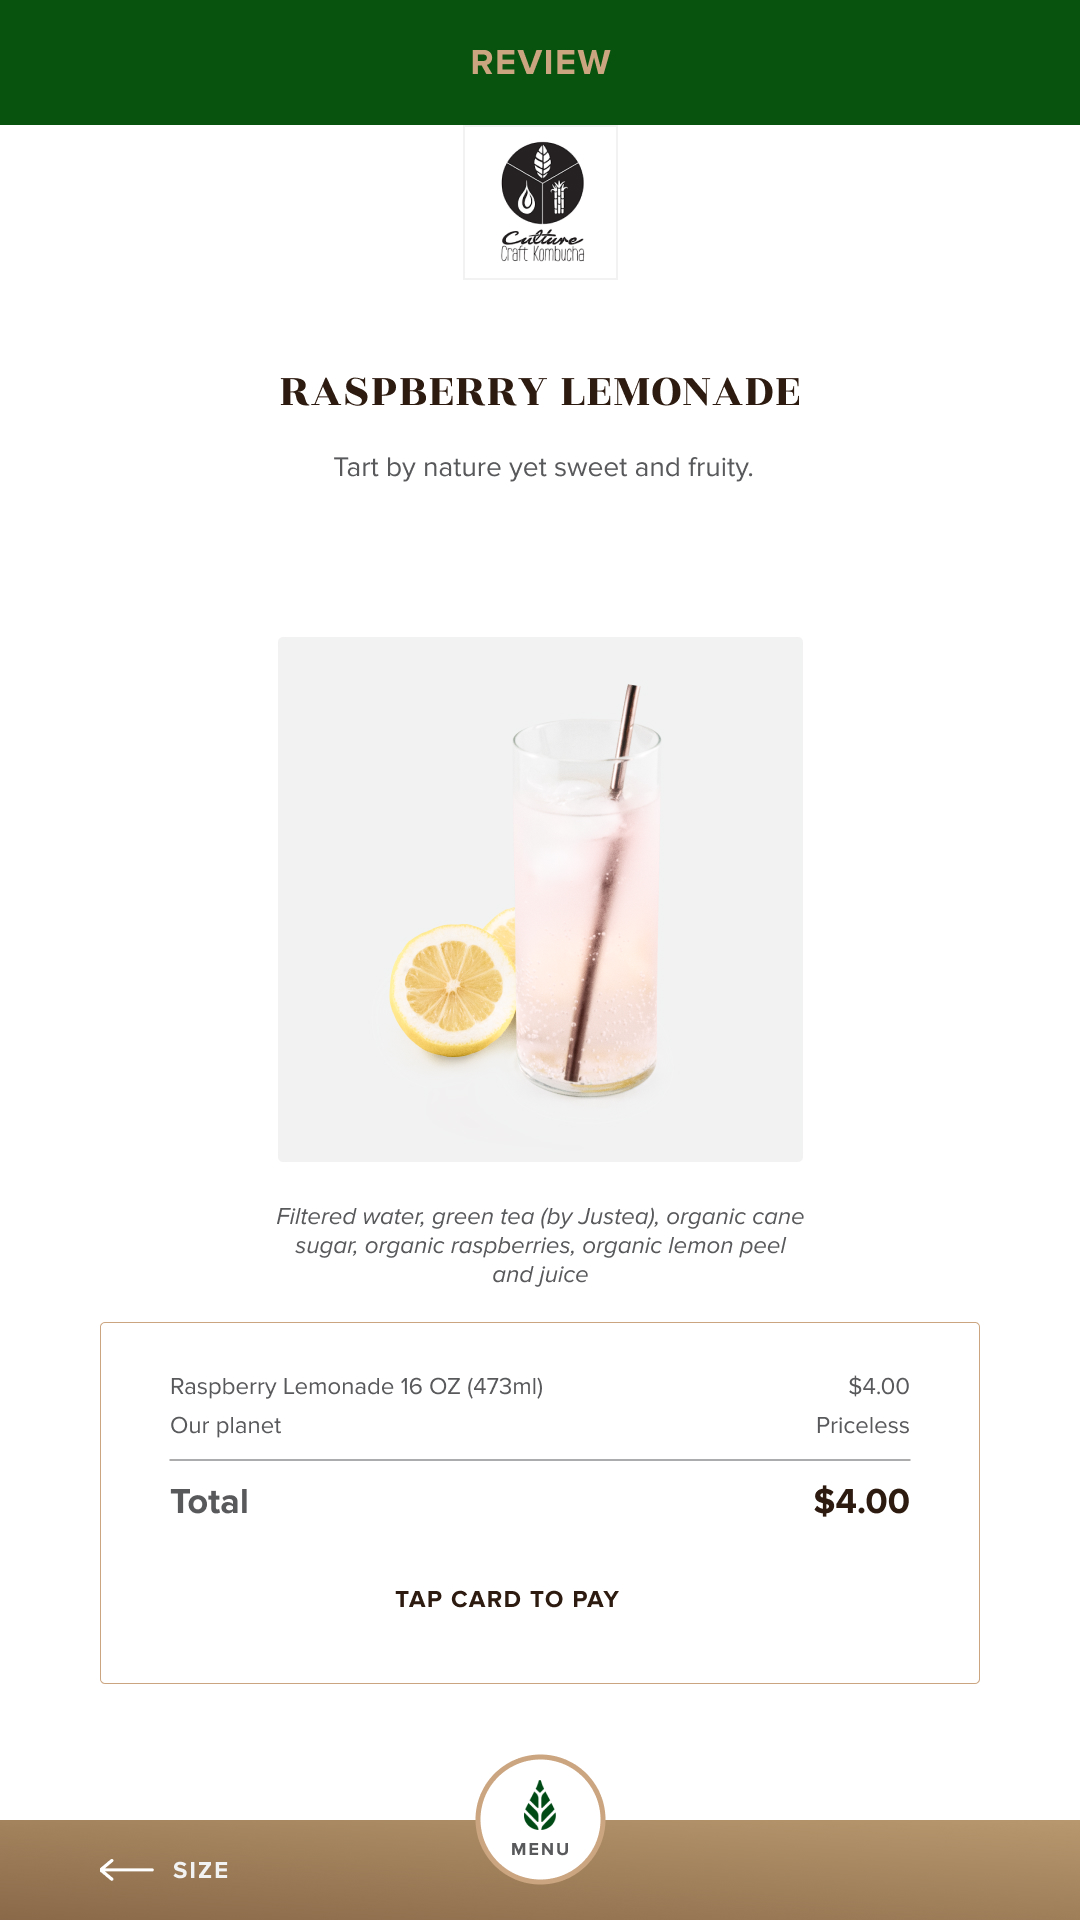 REVIEW
Culture
Craft Kombucha
RASPBERRY LEMONADE
Tart by nature yet sweet and fruity.
Filtered water, green tea (by Justea), organic cane
sugar, organic raspberries, organic lemon peel
and juice
Raspberry Lemonade 16 OZ (473ml) $4.00
Our planet Priceless
Total $4.00
TAP CARD TO PAY
MENU
SIZE